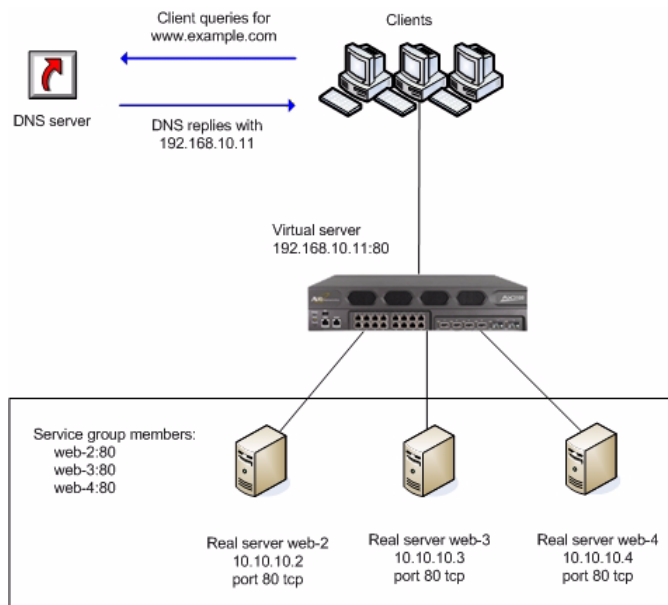 Client queries for
www.example.com
Clients
DNS server
DNS replies with
192.168.10.11
Virtual server
192.168.10.11:80
Service group members:
web-2:80
web-3:80
web-4:80
Real server web-2
10.10.10.2
port 80 tcp
Real server web-3
10.10.10.3
port 80 tcp
Real server web-4
10.10.10.4
port 80 tcp